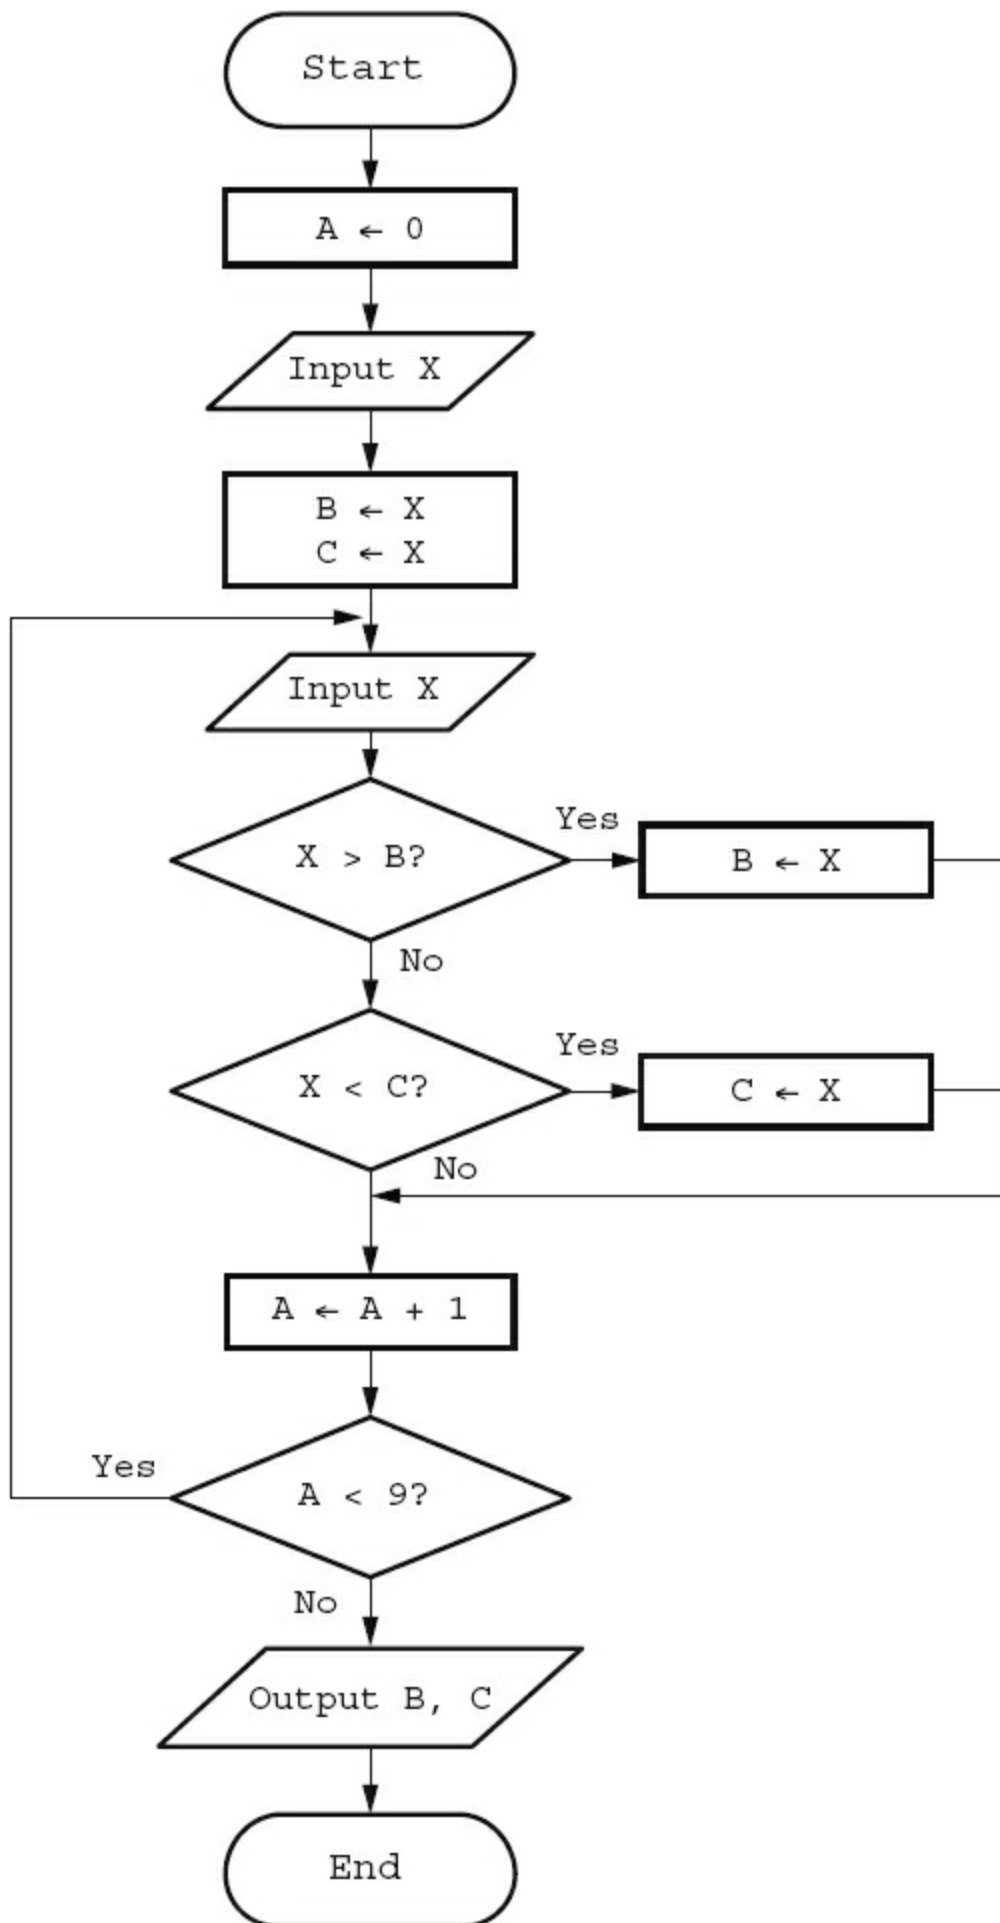 Start
A ← 0
Input X
B ← X
C ← X
Input X
X > B?
Yes
B ← X
No
X < C?
Yes
C ← X
No
A ← A + 1
A < 9?
Yes
No
Output B, C
End